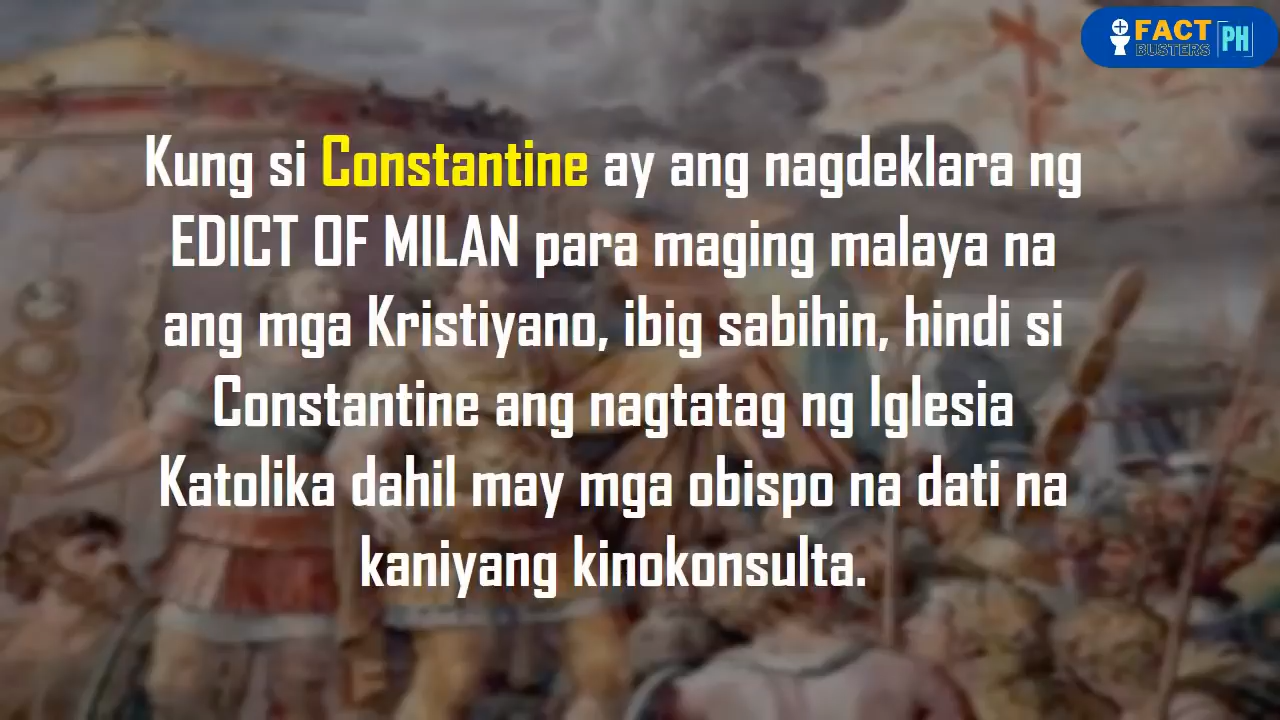 FACT
BUSTERS
PH
Kung si Constantine ay ang nagdeklara ng
EDICT OF MILAN para maging malaya na
ang mga Kristiyano, ibig sabihin, hindi si
Constantine ang nagtatag ng Iglesia
Katolika dahil may mga obispo na dati na
kaniyang kinokonsulta.